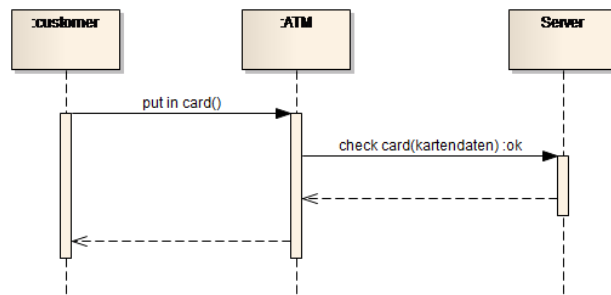 :customer
:ATM
Server
put in card()
check card(kartendaten) :ok